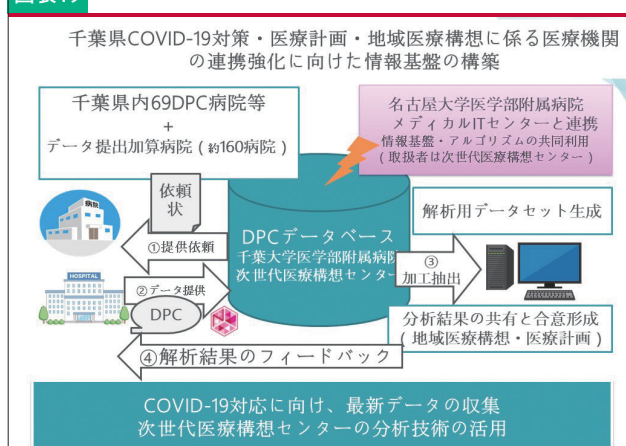 千葉県COVID-19対策・医療計画・地域医療構想に係る医療機関
の連携強化に向けた情報基盤の構築
千葉県内69DPC病院等
+
データ提出加算病院(約160病院)
名古屋大学医学部附属病院
メディカルITセンターと連携
情報基盤・アルゴリズムの共同利用
(取扱者は次世代医療構想センター)
依頼
状
病院
①提供依頼
HOSPITAL
②データ提供
DPC
DPCデータベース
千葉大学医学部附属病院
次世代医療構想センター
③
加工抽出
解析用データセット生成
分析結果の共有と合意形成
(地域医療構想・医療計画)
④解析結果のフィードバック
COVID-19対応に向け、最新データの収集
次世代医療構想センターの分析技術の活用